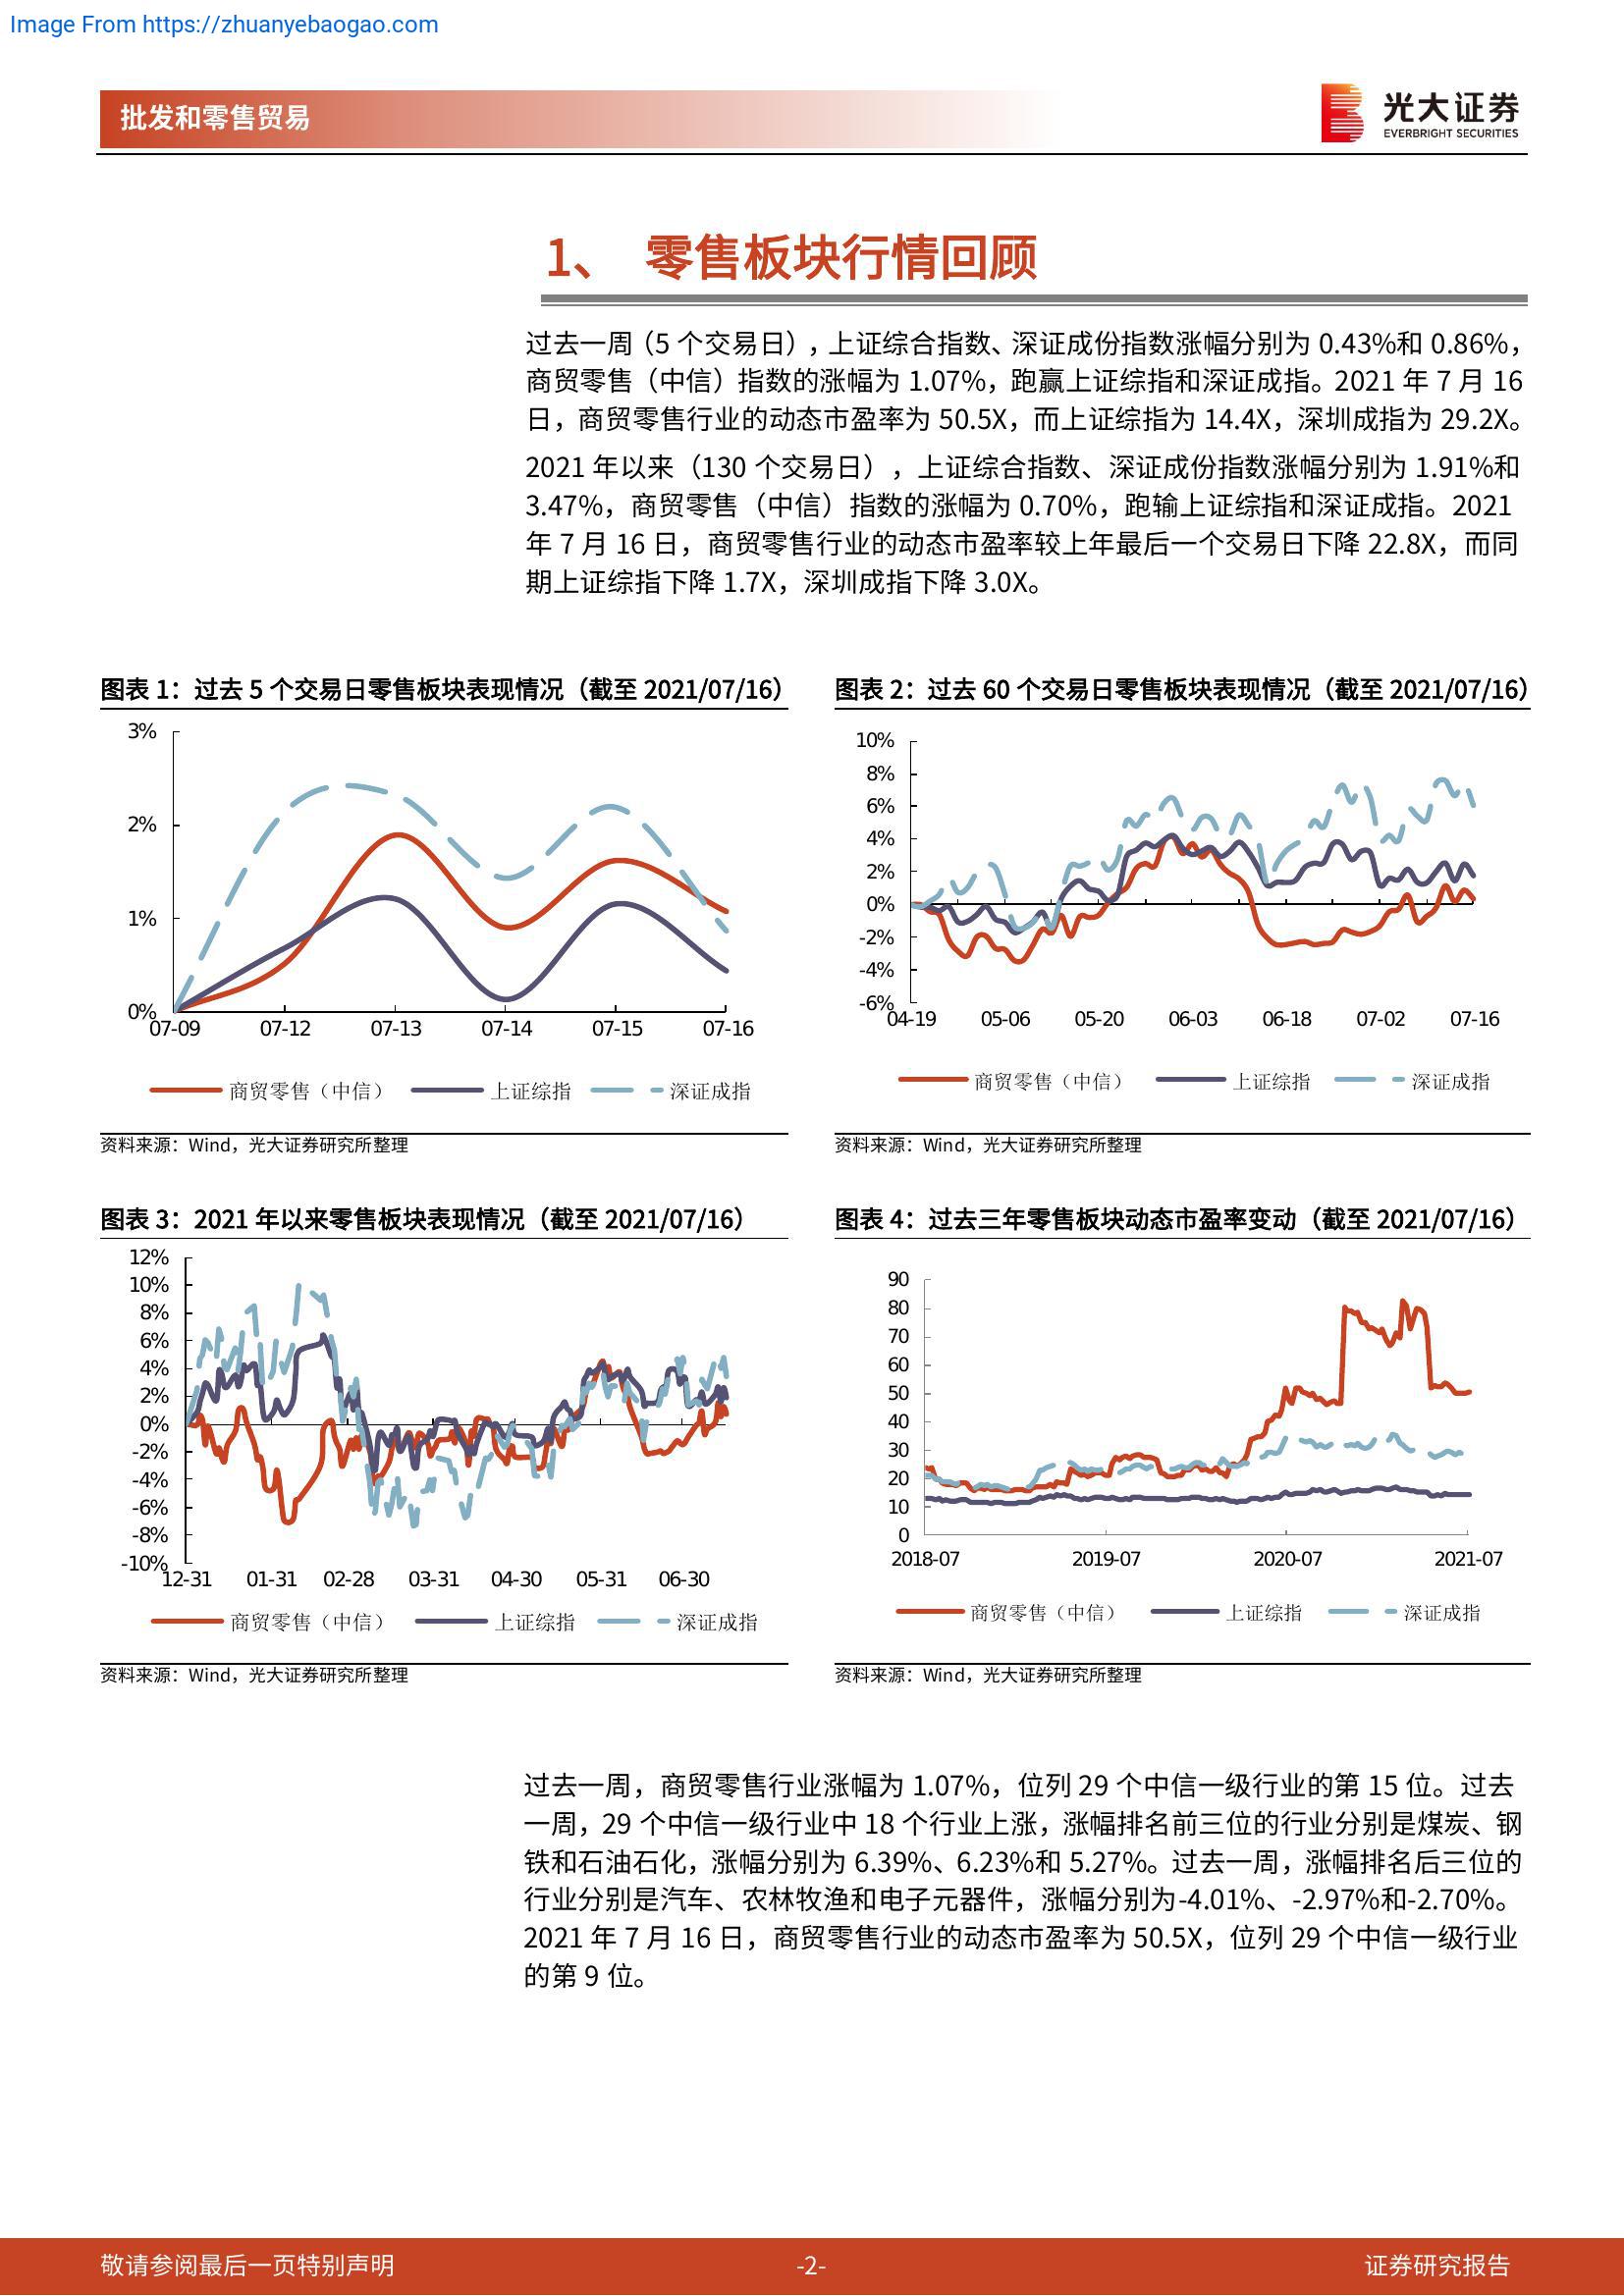 Image From https://zhuanyebaogao.com
批发和零售贸易
光大证券
EVERBRIGHT SECURITIES
1、 零售板块行情回顾
过去一周（5 个交易日），上证综合指数、深证成份指数涨幅分别为 0.43%和 0.86%，
商贸零售（中信）指数的涨幅为 1.07%，跑赢上证综指和深证成指。2021 年 7 月 16
日，商贸零售行业的动态市盈率为 50.5X，而上证综指为 14.4X，深圳成指为 29.2X。
2021 年以来（130 个交易日），上证综合指数、深证成份指数涨幅分别为 1.91%和
3.47%，商贸零售（中信）指数的涨幅为 0.70%，跑输上证综指和深证成指。2021
年 7 月 16 日，商贸零售行业的动态市盈率较上年最后一个交易日下降 22.8X，而同
期上证综指下降 1.7X，深圳成指下降 3.0X。
图表 1：过去 5 个交易日零售板块表现情况（截至 2021/07/16）
3%
2%
1%
0%
07-09 07-12 07-13 07-14 07-15 07-16
商贸零售（中信） 上证综指 深证成指
资料来源：Wind，光大证券研究所整理
图表 2：过去 60 个交易日零售板块表现情况（截至 2021/07/16）
10%
8%
6%
4%
2%
0%
-2%
-4%
-6%
04-19 05-06 05-20 06-03 06-18 07-02 07-16
商贸零售（中信） 上证综指 深证成指
资料来源：Wind，光大证券研究所整理
图表 3：2021 年以来零售板块表现情况（截至 2021/07/16）
12%
10%
8%
6%
4%
2%
0%
-2%
-4%
-6%
-8%
-10%
12-31 01-31 02-28 03-31 04-30 05-31 06-30
商贸零售（中信） 上证综指 深证成指
资料来源：Wind，光大证券研究所整理
图表 4：过去三年零售板块动态市盈率变动（截至 2021/07/16）
90
80
70
60
50
40
30
20
10
0
2018-07 2019-07 2020-07 2021-07
商贸零售（中信） 上证综指 深证成指
资料来源：Wind，光大证券研究所整理
过去一周，商贸零售行业涨幅为 1.07%，位列 29 个中信一级行业的第 15 位。过去
一周，29 个中信一级行业中 18 个行业上涨，涨幅排名前三位的行业分别是煤炭、钢
铁和石油石化，涨幅分别为 6.39%、6.23%和 5.27%。过去一周，涨幅排名后三位的
行业分别是汽车、农林牧渔和电子元器件，涨幅分别为-4.01%、-2.97%和-2.70%。
2021 年 7 月 16 日，商贸零售行业的动态市盈率为 50.5X，位列 29 个中信一级行业
的第 9 位。
敬请参阅最后一页特别声明 -2- 证券研究报告